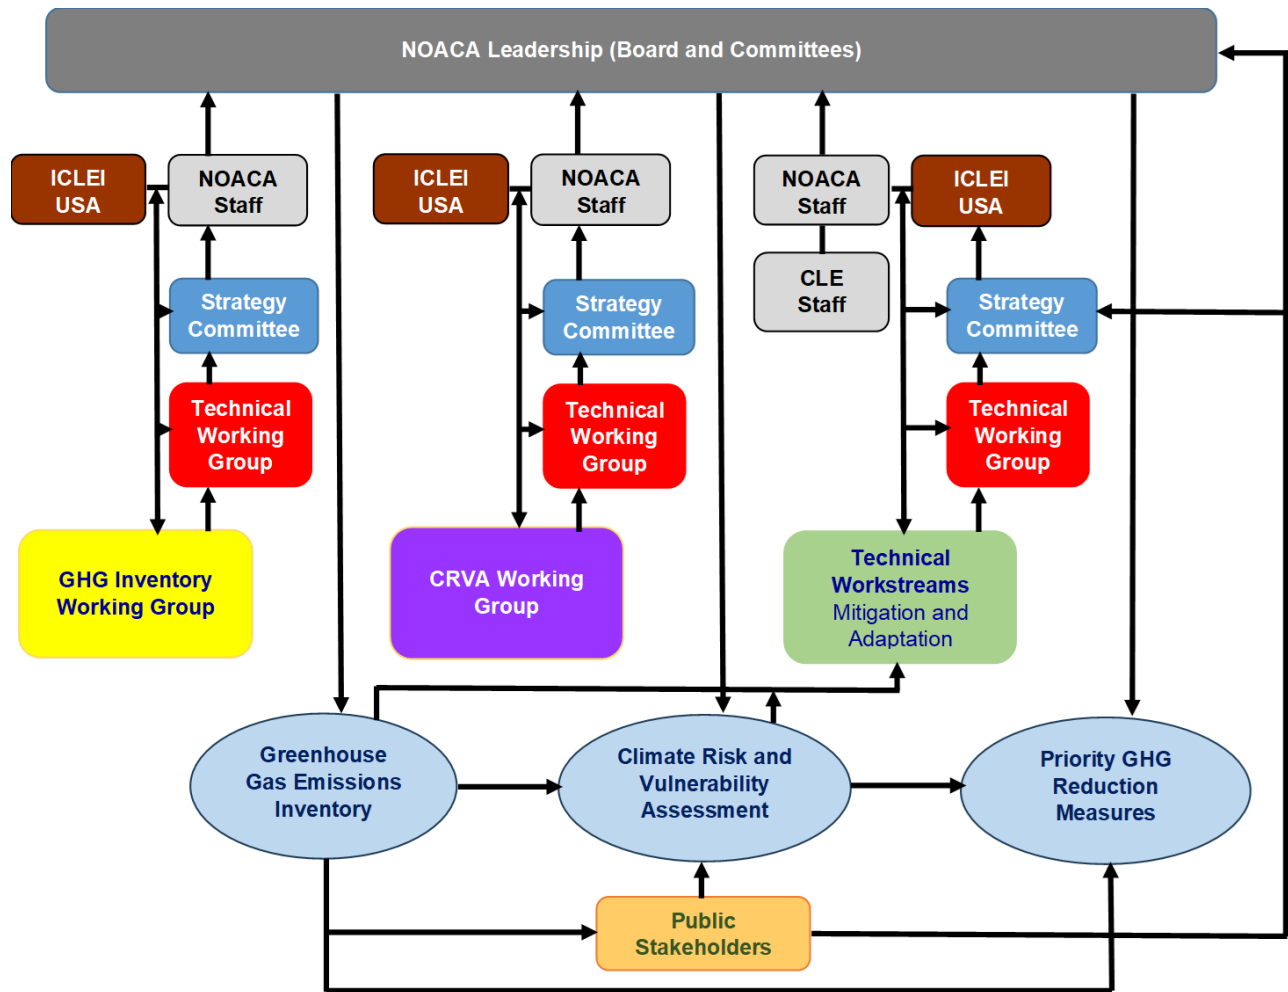 NOACA Leadership (Board and Committees)
ICLEI
USA
NOACA
Staff
ICLEI
USA
NOACA
Staff
NOACA
Staff
ICLEI
USA
CLE
Staff
Strategy
Committee
Strategy
Committee
Strategy
Committee
Technical
Working
Group
Technical
Working
Group
Technical
Working
Group
GHG Inventory
Working Group
CRVA Working
Group
Technical
Workstreams
Mitigation and
Adaptation
Greenhouse
Gas Emissions
Inventory
Climate Risk and
Vulnerability
Assessment
Priority GHG
Reduction
Measures
Public
Stakeholders